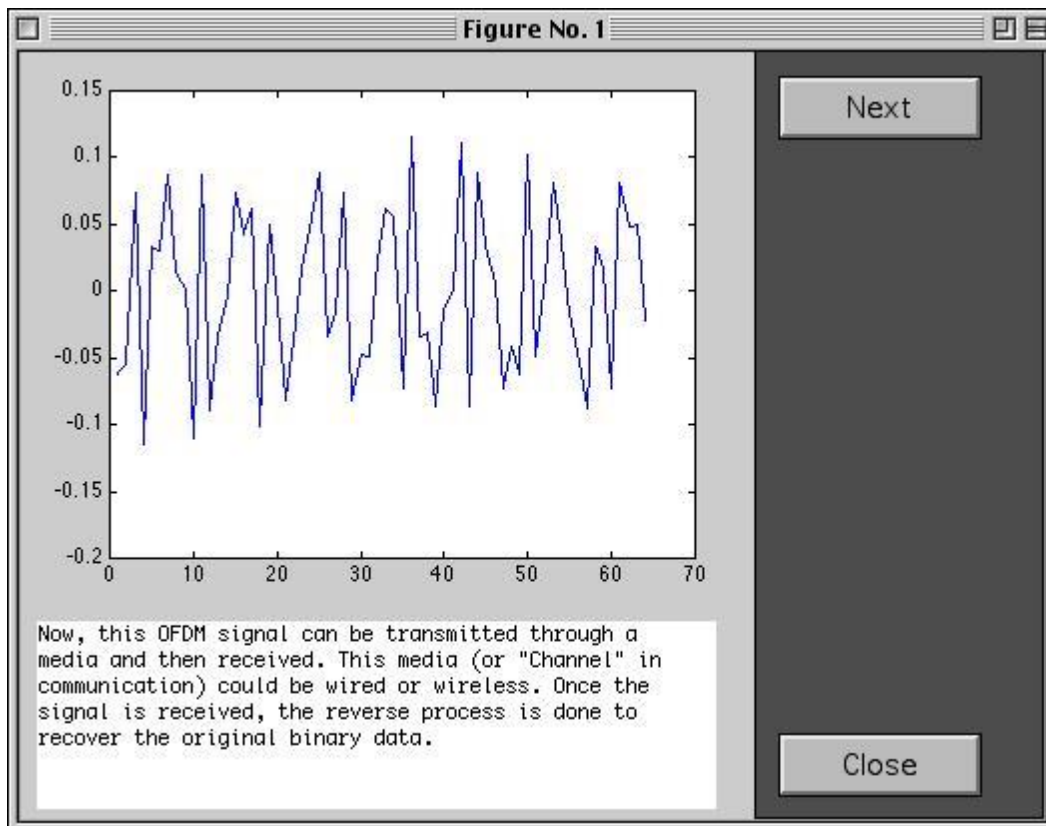 Figure No. 1
Next
0.15
0.1
0.05
0
-0.05
-0.1
-0.15
-0.2
0 10 20 30 40 50 60 70
Now, this OFDM signal can be transmitted through a
media and then received. This media (or "Channel" in
communication) could be wired or wireless. Once the
signal is received, the reverse process is done to
recover the original binary data.
Close